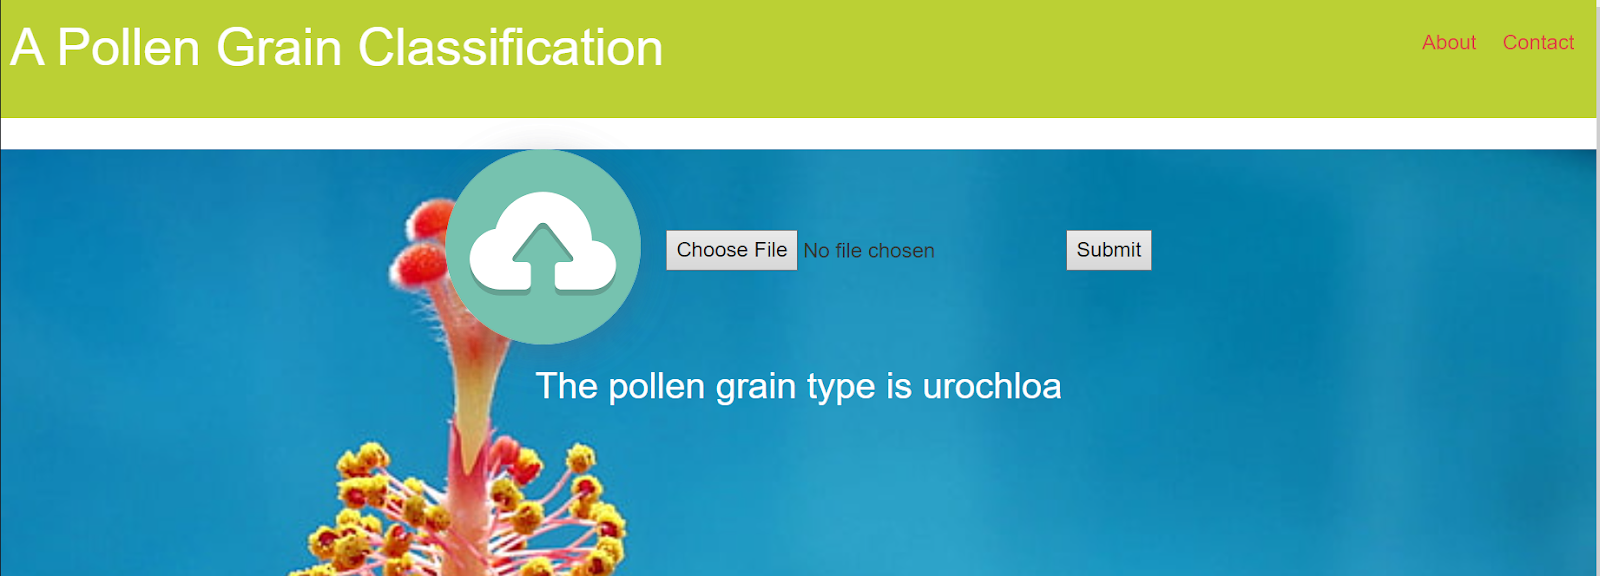 A Pollen Grain Classification
About Contact
Choose File No file chosen Submit
The pollen grain type is urochloa